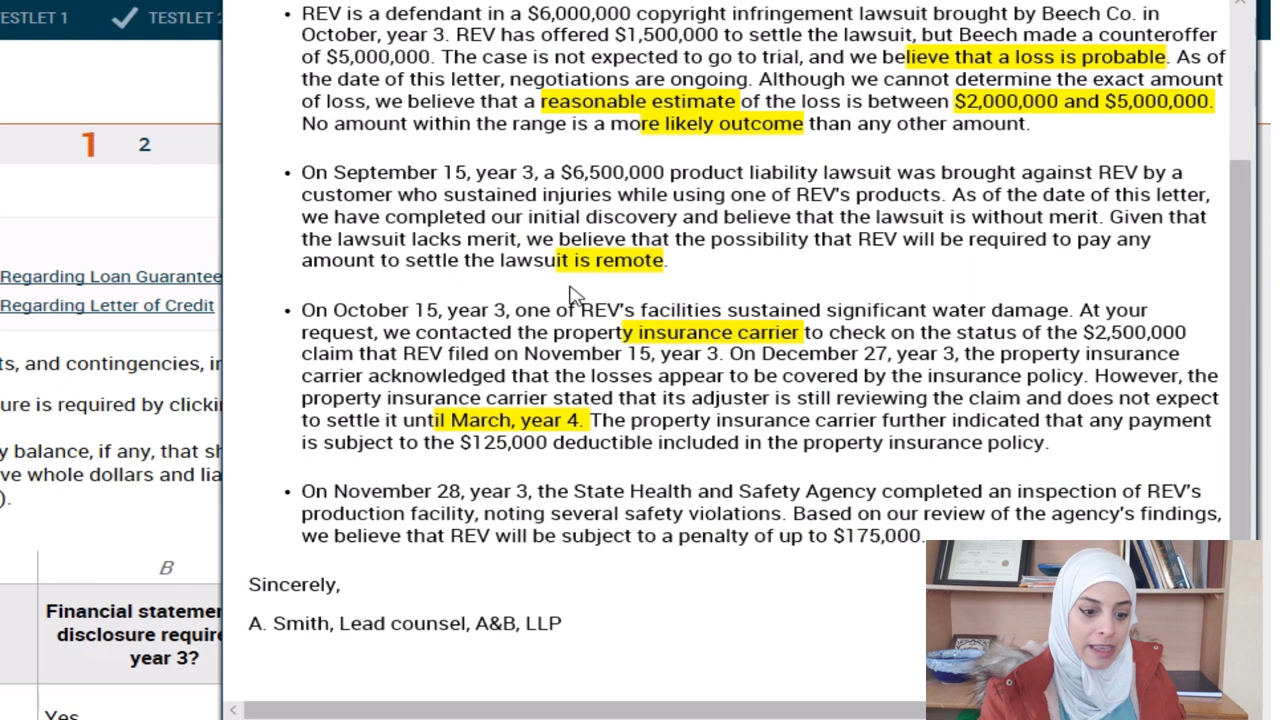 ESTLET 1
TESTLET
• REV is a defendant in a $6,000,000 copyright infringement lawsuit brought by Beech Co. in
October, year 3. REV has offered $1,500,000 to settle the lawsuit, but Beech made a counteroffer
of $5,000,000. The case is not expected to go to trial, and we believe that a loss is probable. As of
the date of this letter, negotiations are ongoing. Although we cannot determine the exact amount
of loss, we believe that a reasonable estimate of the loss is between $2,000,000 and $5,000,000.
No amount within the range is a more likely outcome than any other amount.
1 2
• On September 15, year 3, a $6,500,000 product liability lawsuit was brought against REV by a
customer who sustained injuries while using one of REV's products. As of the date of this letter,
we have completed our initial discovery and believe that the lawsuit is without merit. Given that
the lawsuit lacks merit, we believe that the possibility that REV will be required to pay any
amount to settle the lawsuit is remote.
Regarding Loan Guarantee
Regarding Letter of Credit
• On October 15, year 3, one of REV's facilities sustained significant water damage. At your
request, we contacted the property insurance carrier to check on the status of the $2,500,000
claim that REV filed on November 15, year 3. On December 27, year 3, the property insurance
carrier acknowledged that the losses appear to be covered by the insurance policy. However, the
property insurance carrier stated that its adjuster is still reviewing the claim and does not expect
to settle it until March, year 4. The property insurance carrier further indicated that any payment
is subject to the $125,000 deductible included in the property insurance policy.
ts, and contingencies, in
ure is required by clicki
y balance, if any, that sh
ve whole dollars and lia
).
• On November 28, year 3, the State Health and Safety Agency completed an inspection of REV's
production facility, noting several safety violations. Based on our review of the agency's findings,
we believe that REV will be subject to a penalty of up to $175,000.
Sincerely,
A. Smith, Lead counsel, A&B, LLP
B
Financial statemen
disclosure require
year 3?
Yes